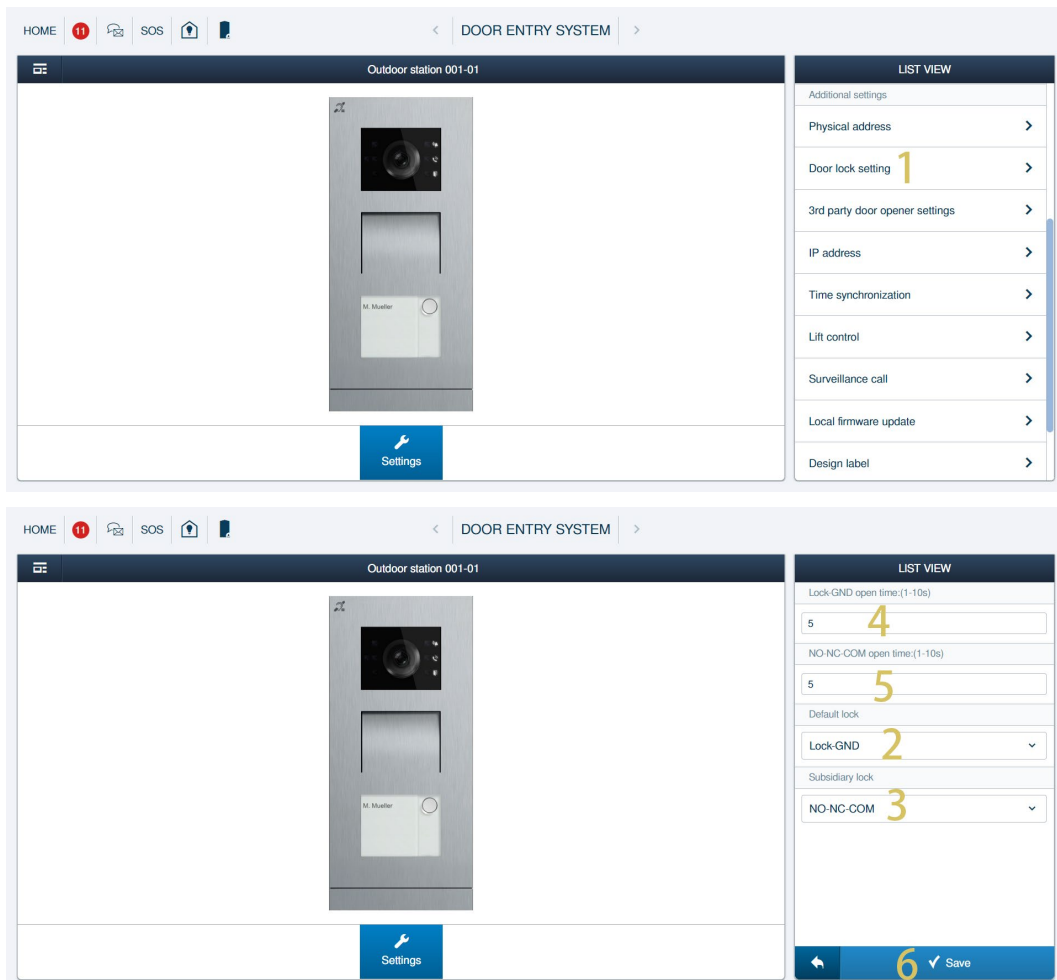 HOME 11 SOS < DOOR ENTRY SYSTEM >
Outdoor station 001-01
M. Mueller
Settings
LIST VIEW
Additional settings
Physical address
Door lock setting 1
3rd party door opener settings
IP address
Time synchronization
Lift control
Surveillance call
Local firmware update
Design label
HOME 11 SOS < DOOR ENTRY SYSTEM >
Outdoor station 001-01
M. Mueller
Settings
LIST VIEW
Lock-GND open time:(1-10s)
5 4
NO-NC-COM open time:(1-10s)
5 5
Default lock
Lock-GND 2
Subsidiary lock
NO-NC-COM 3
6 Save